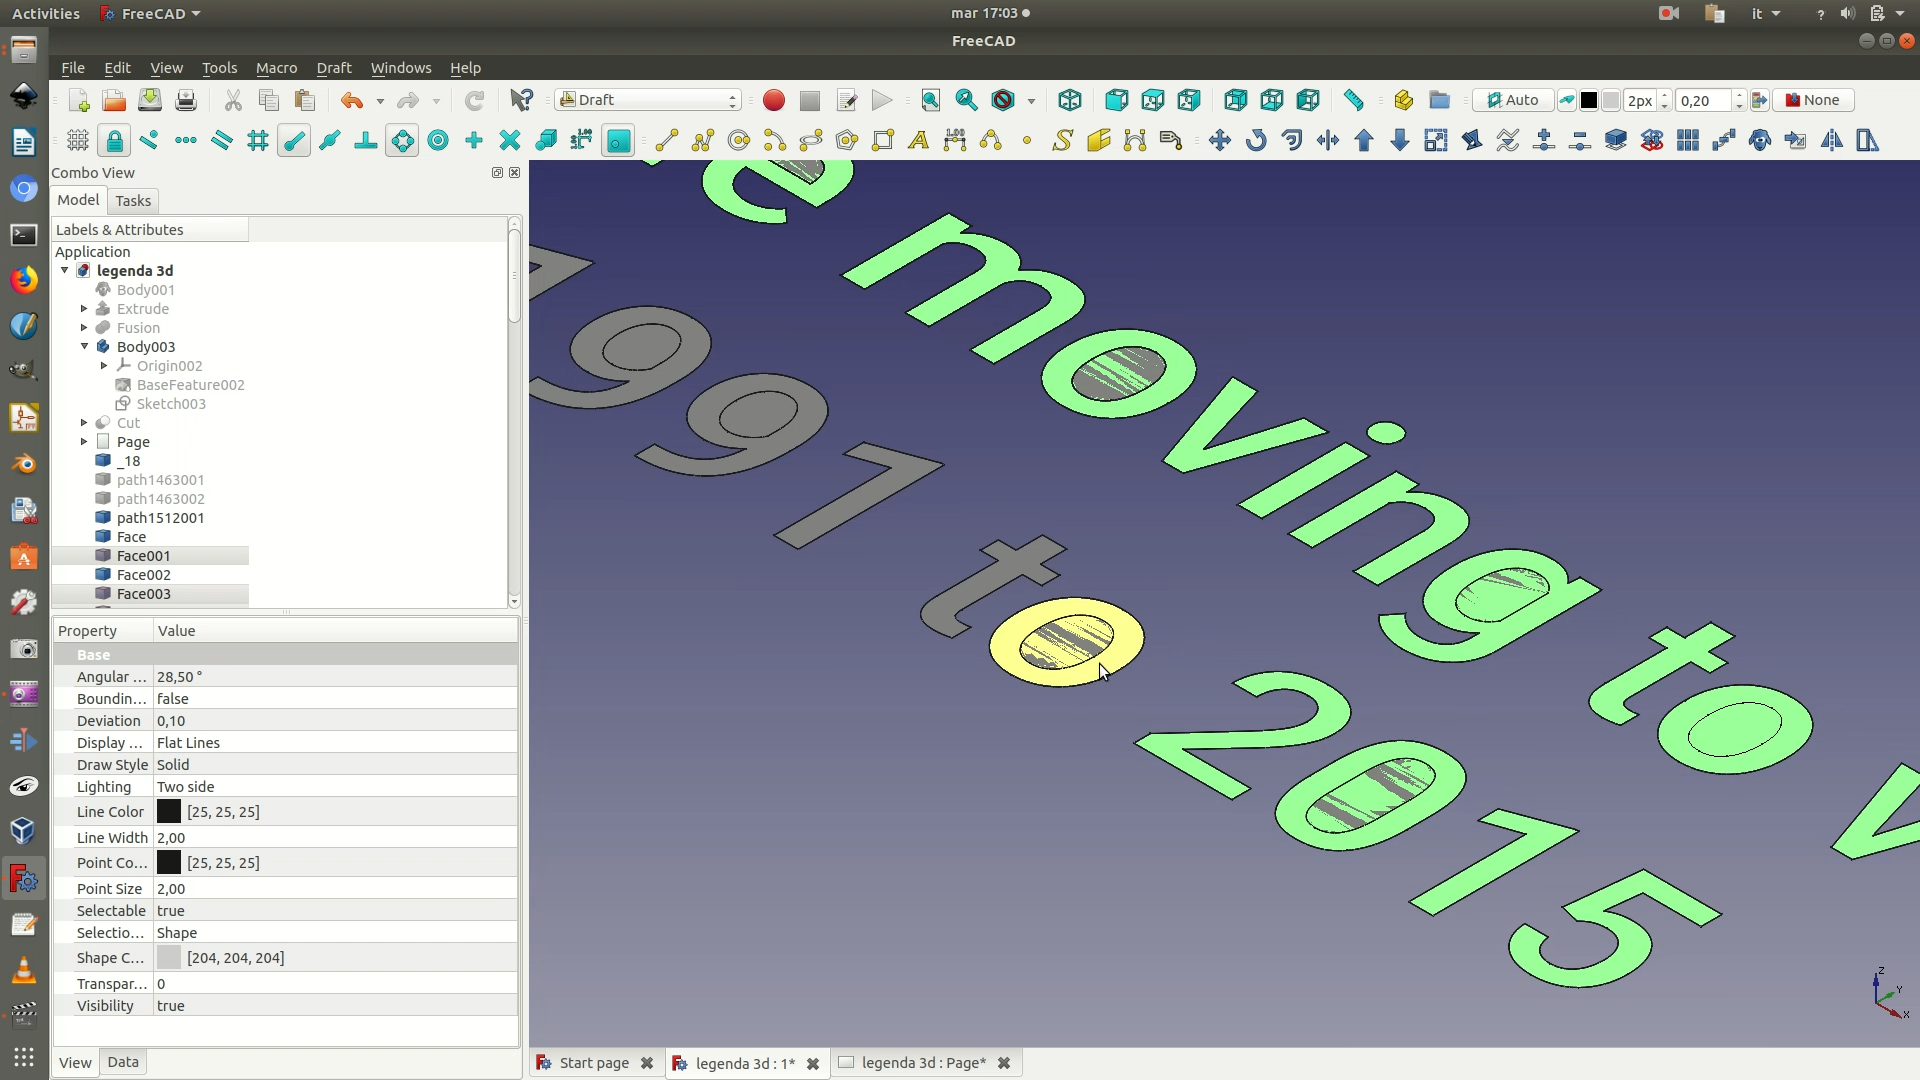 Activities FreeCAD mar 17:03 it ?
FreeCAD
File Edit View Tools Macro Draft Windows Help
Draft Auto 2px 0,20 None
Combo View
Model Tasks
Labels & Attributes
Application
legenda 3d
Body001
Extrude
Fusion
Body003
Origin002
BaseFeature002
Sketch003
Cut
Page
_18
path1463001
path1463002
path1512001
Face
Face001
Face002
Face003
Property Value
Base
Angular ... 28,50 °
Boundin... false
Deviation 0,10
Display ... Flat Lines
Draw Style Solid
Lighting Two side
Line Color [25, 25, 25]
Line Width 2,00
Point Co... [25, 25, 25]
Point Size 2,00
Selectable true
Selectio... Shape
Shape C... [204, 204, 204]
Transpar... 0
Visibility true
View Data
e moving to v
1991 to 2015
Z
Y
X
Start page legenda 3d : 1* legenda 3d : Page*